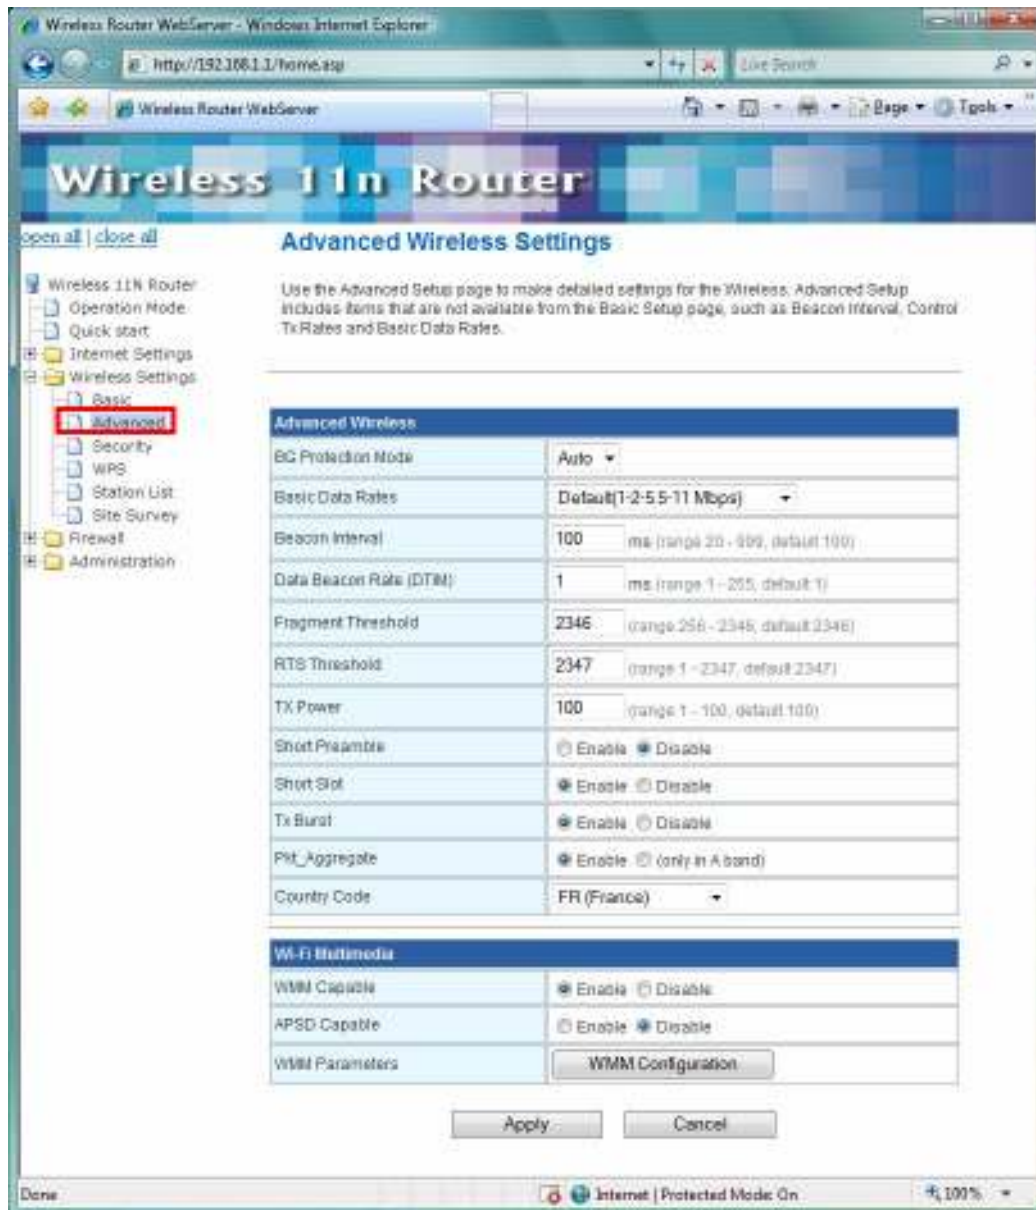 Wireless Router WebServer - Windows Internet Explorer
http://192.168.1.1/home.asp
Live Search
Wireless Router WebServer
Page
Tools
Wireless 11n Router
open all | close all
Wireless 11N Router
Operation Mode
Quick start
Internet Settings
Wireless Settings
Basic
Advanced
Security
WPS
Station List
Site Survey
Firewall
Administration
Advanced Wireless Settings
Use the Advanced Setup page to make detailed settings for the Wireless. Advanced Setup
includes items that are not available from the Basic Setup page, such as Beacon Interval, Control
Tx Rates and Basic Data Rates.
Advanced Wireless
BG Protection Mode Auto
Basic Data Rates Default(1-2-5.5-11 Mbps)
Beacon Interval 100 ms (range 20 - 999, default 100)
Data Beacon Rate (DTIM) 1 ms (range 1 - 255, default 1)
Fragment Threshold 2346 (range 256 - 2346, default 2346)
RTS Threshold 2347 (range 1 - 2347, default 2347)
TX Power 100 (range 1 - 100, default 100)
Short Preamble Enable Disable
Short Slot Enable Disable
Tx Burst Enable Disable
Pkt_Aggregate Enable (only in A band)
Country Code FR (France)
Wi-Fi Multimedia
WMM Capable Enable Disable
APSD Capable Enable Disable
WMM Parameters WMM Configuration
Apply Cancel
Done Internet | Protected Mode: On 100%